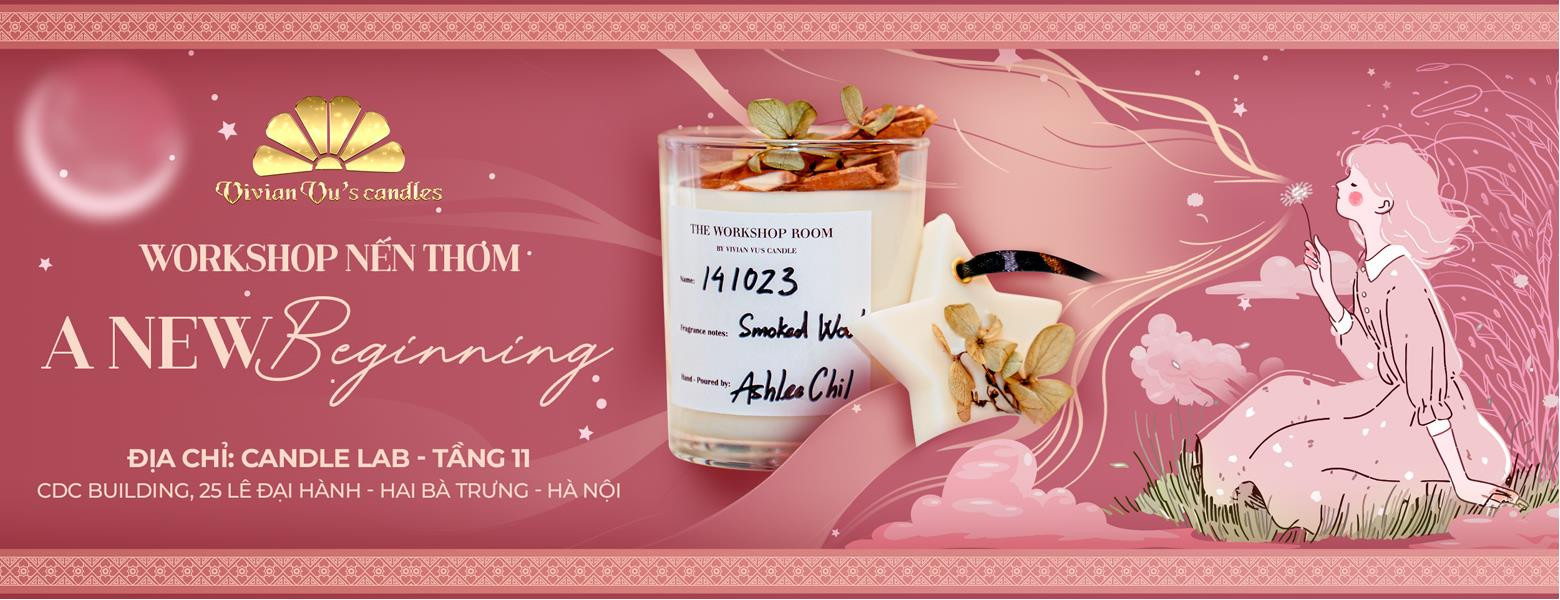 Vivian Vu's candles
WORKSHOP NẾN THƠM
A NEW Beginning
ĐỊA CHỈ: CANDLE LAB - TẦNG 11
CDC BUILDING, 25 LÊ ĐẠI HÀNH - HAI BÀ TRƯNG - HÀ NỘI
THE WORKSHOP ROOM
BY VIVIAN VU'S CANDLE
Name: 141023
Fragrance notes: Smoked
Hand - Poured by: Ashlea Chil